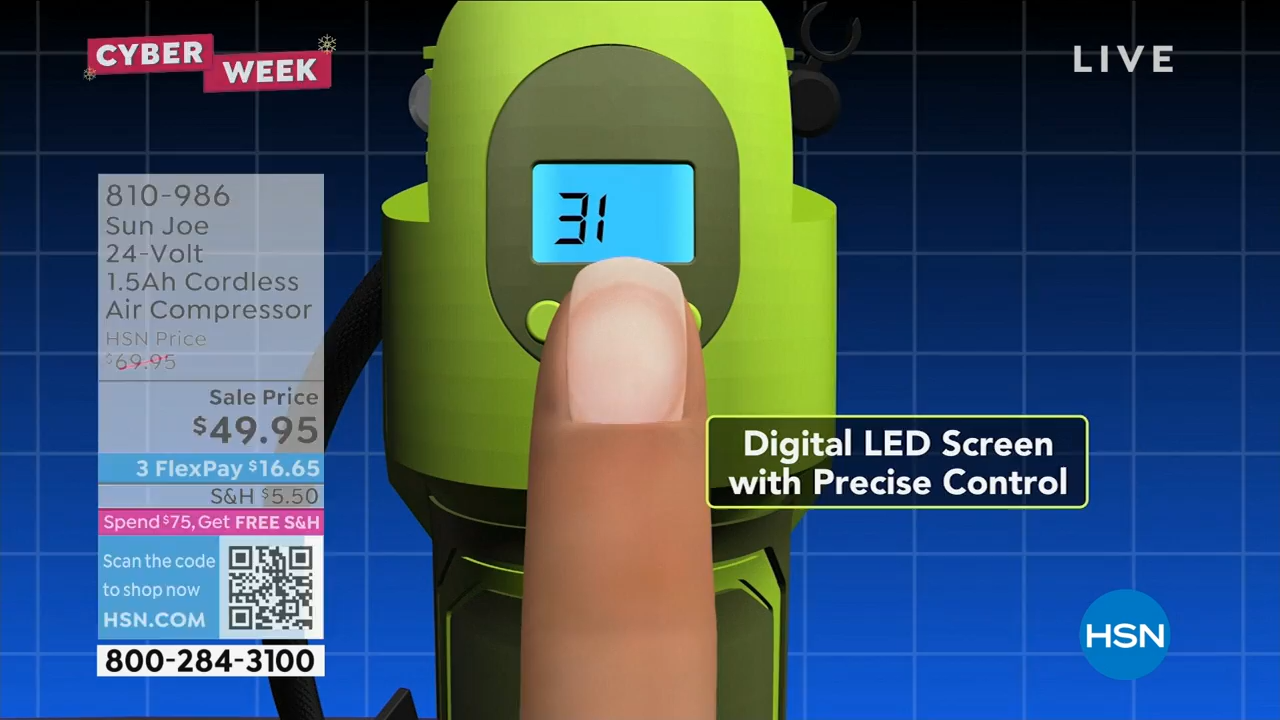 CYBER
WEEK
LIVE
810-986
Sun Joe
24-Volt
1.5Ah Cordless
Air Compressor
HSN Price
$69.95
Sale Price
$49.95
3 FlexPay $16.65
S&H $5.50
Spend $75, Get FREE S&H
Scan the code
to shop now
HSN.COM
800-284-3100
31
Digital LED Screen
with Precise Control
HSN